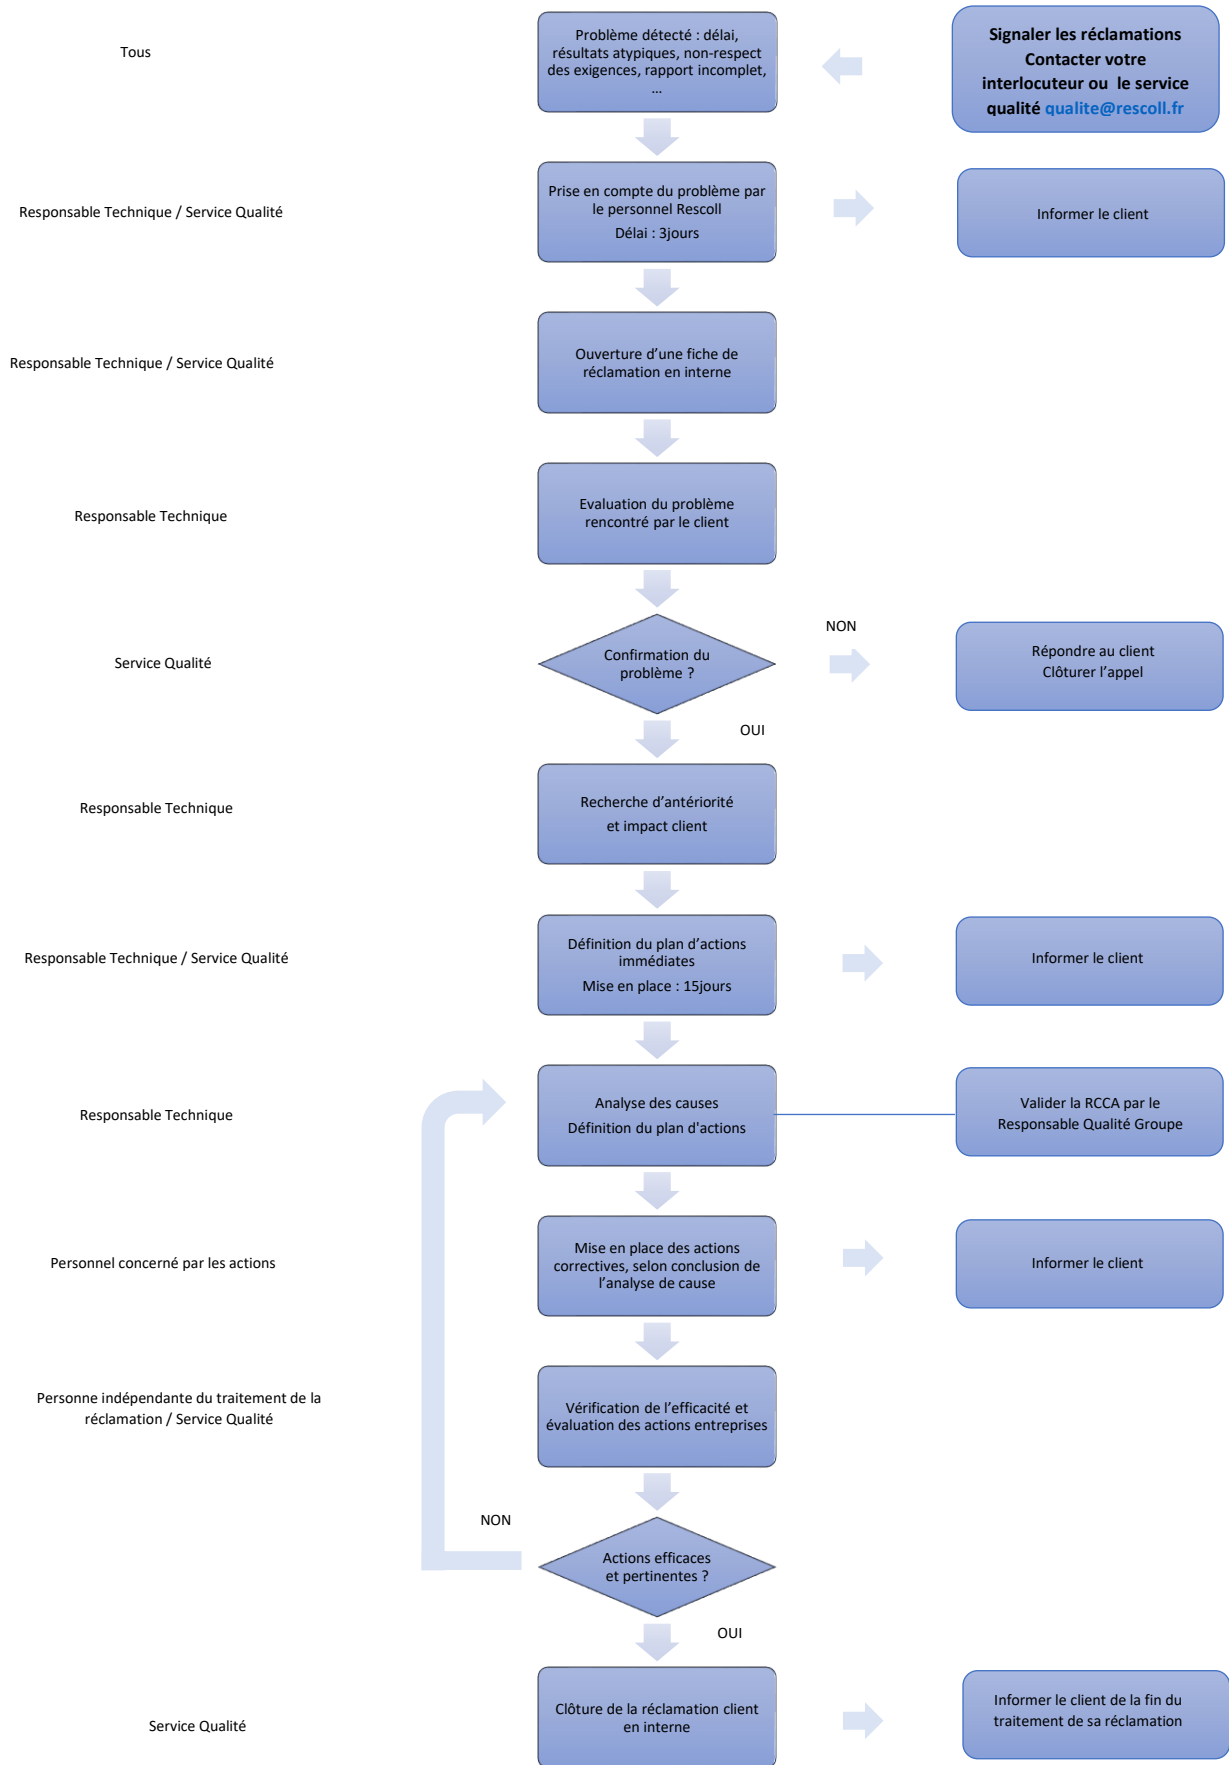 Tous
Problème détecté : délai,
résultats atypiques, non-respect
des exigences, rapport incomplet,
…
Signaler les réclamations
Contacter votre
interlocuteur ou le service
qualité qualite@rescoll.fr
Responsable Technique / Service Qualité
Prise en compte du problème par
le personnel Rescoll
Délai : 3jours
Informer le client
Responsable Technique / Service Qualité
Ouverture d’une fiche de
réclamation en interne
Responsable Technique
Evaluation du problème
rencontré par le client
Service Qualité
Confirmation du
problème ?
NON
Répondre au client
Clôturer l’appel
OUI
Responsable Technique
Recherche d’antériorité
et impact client
Responsable Technique / Service Qualité
Définition du plan d’actions
immédiates
Mise en place : 15jours
Informer le client
Responsable Technique
Analyse des causes
Définition du plan d'actions
Valider la RCCA par le
Responsable Qualité Groupe
Personnel concerné par les actions
Mise en place des actions
correctives, selon conclusion de
l’analyse de cause
Informer le client
Personne indépendante du traitement de la
réclamation / Service Qualité
Vérification de l’efficacité et
évaluation des actions entreprises
NON
Actions efficaces
et pertinentes ?
OUI
Service Qualité
Clôture de la réclamation client
en interne
Informer le client de la fin du
traitement de sa réclamation